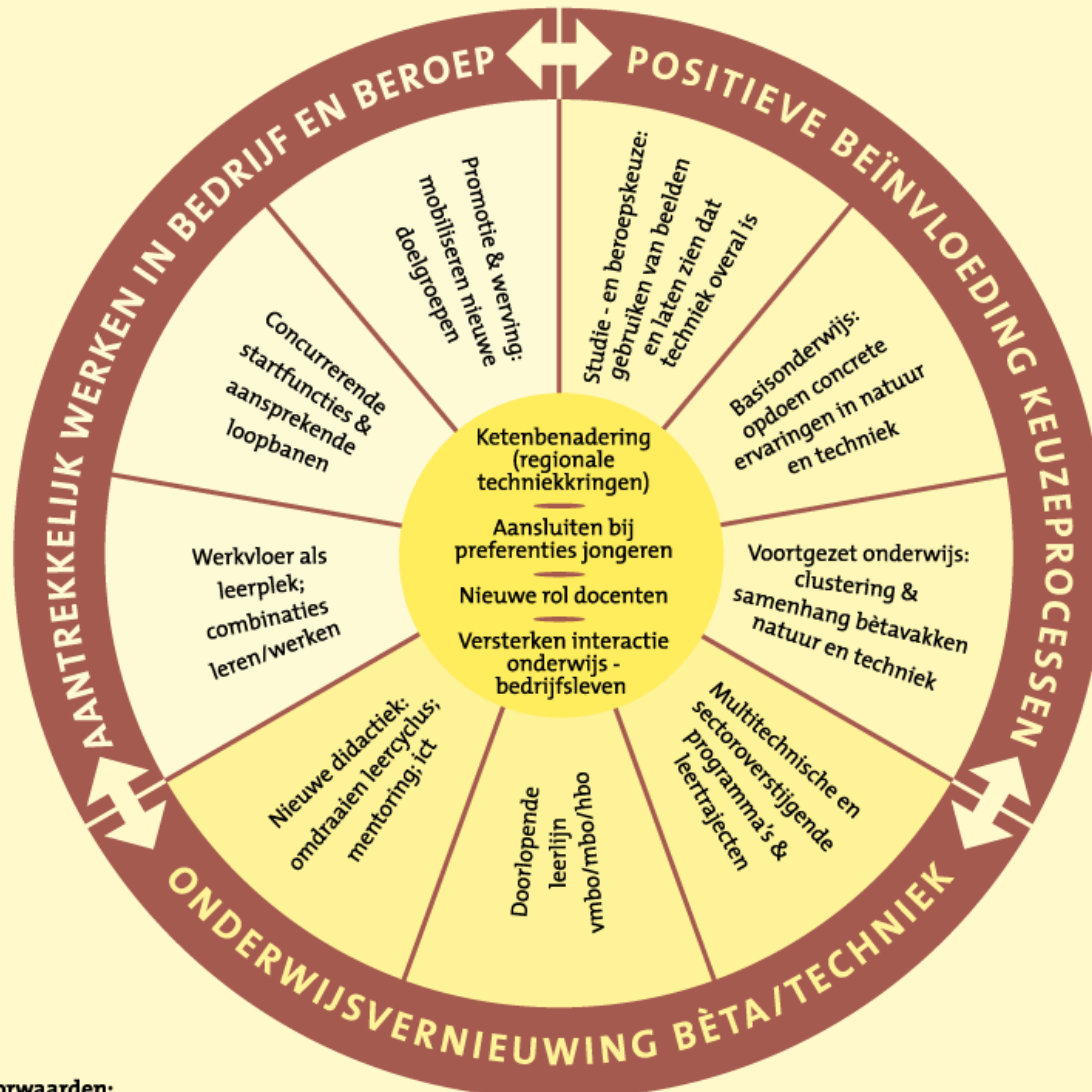 AANTREKKELIJK WERKEN IN BEDRIJF EN BEROEP
POSITIEVE BEÏNVLOEDING KEUZEPROCESSEN
ONDERWIJSVERNIEUWING BÈTA/TECHNIEK
Promotie & werving:
mobiliseren nieuwe
doelgroepen
Studie - en beroepskeuze:
gebruiken van beelden
en laten zien dat
techniek overal is
Concurrerende
startfuncties &
aansprekende
loopbanen
Basisonderwijs:
opdoen concrete
ervaringen in natuur
en techniek
Ketenbenadering
(regionale
techniekkringen)
Aansluiten bij
preferenties jongeren
Nieuwe rol docenten
Versterken interactie
onderwijs -
bedrijfsleven
Werkvloer als
leerplek;
combinaties
leren/werken
Voortgezet onderwijs:
clustering &
samenhang bètavakken
natuur en techniek
Nieuwe didactiek:
omdraaien leercyclus;
mentoring; ict
Doorlopende
leerlijn
vmbo/mbo/hbo
Multitechnische en
sectoroverstijgende
programma's &
leertrajecten